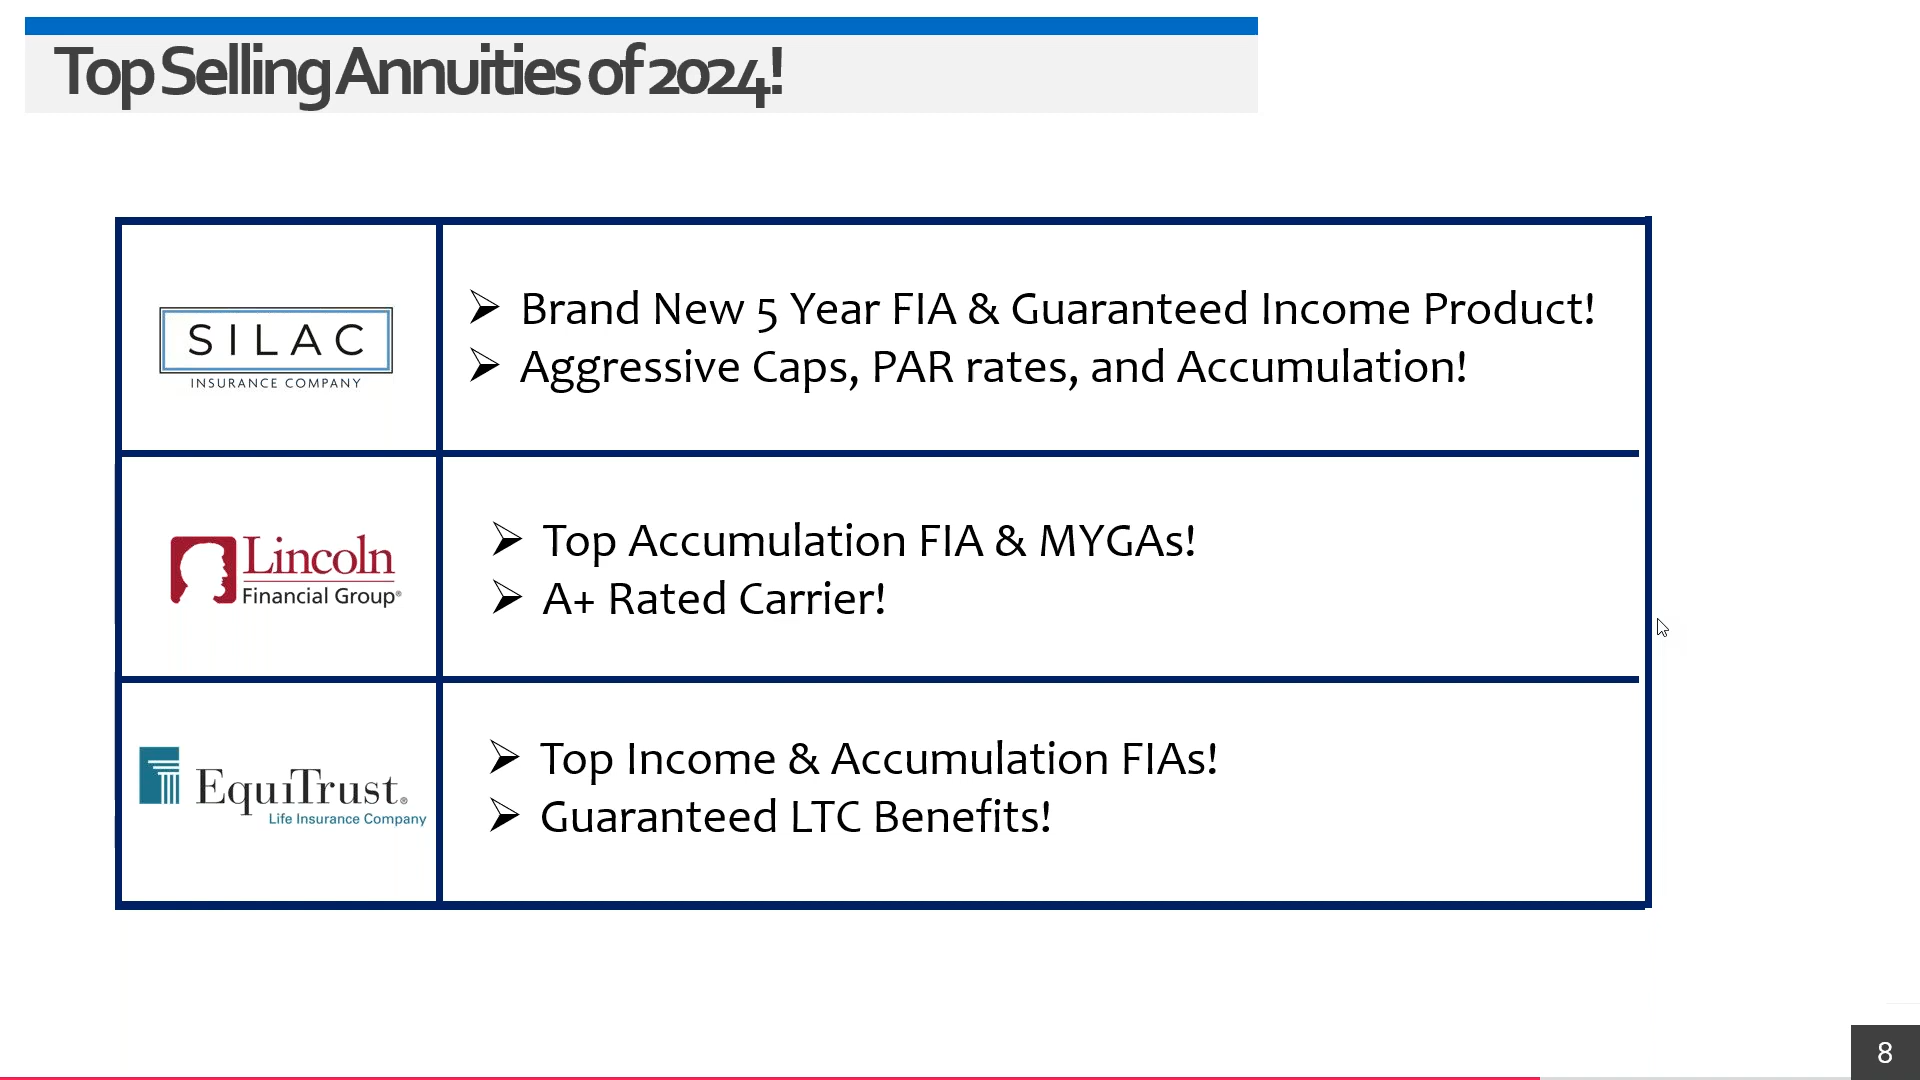 Top Selling Annuities of 2024!
SILAC
INSURANCE COMPANY
➢ Brand New 5 Year FIA & Guaranteed Income Product!
➢ Aggressive Caps, PAR rates, and Accumulation!
Lincoln
Financial Group®
➢ Top Accumulation FIA & MYGAs!
➢ A+ Rated Carrier!
EquiTrust®
Life Insurance Company
➢ Top Income & Accumulation FIAs!
➢ Guaranteed LTC Benefits!
8